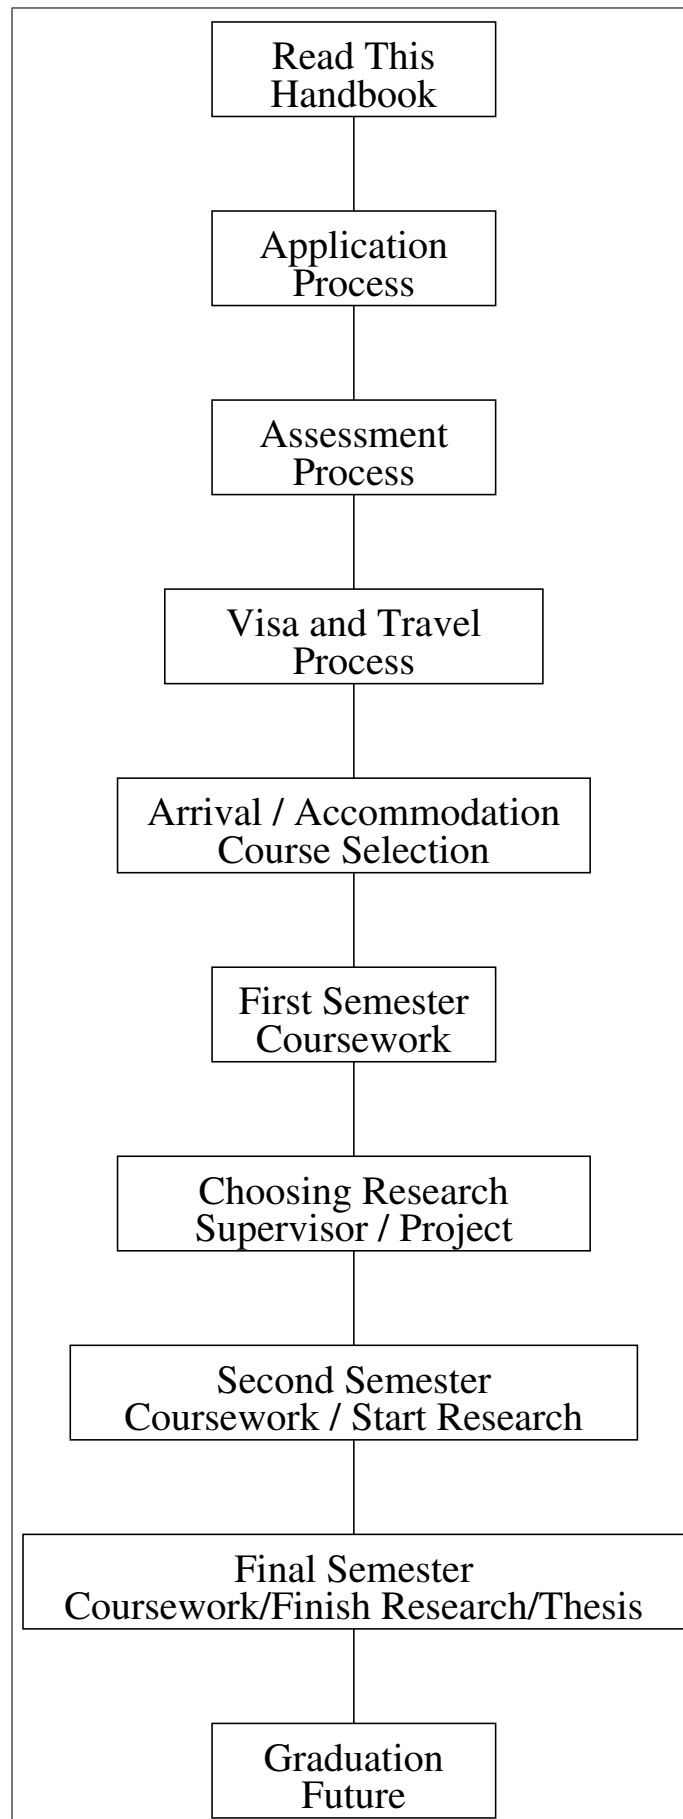 Read This
Handbook
Application
Process
Assessment
Process
Visa and Travel
Process
Arrival / Accommodation
Course Selection
First Semester
Coursework
Choosing Research
Supervisor / Project
Second Semester
Coursework / Start Research
Final Semester
Coursework/Finish Research/Thesis
Graduation
Future